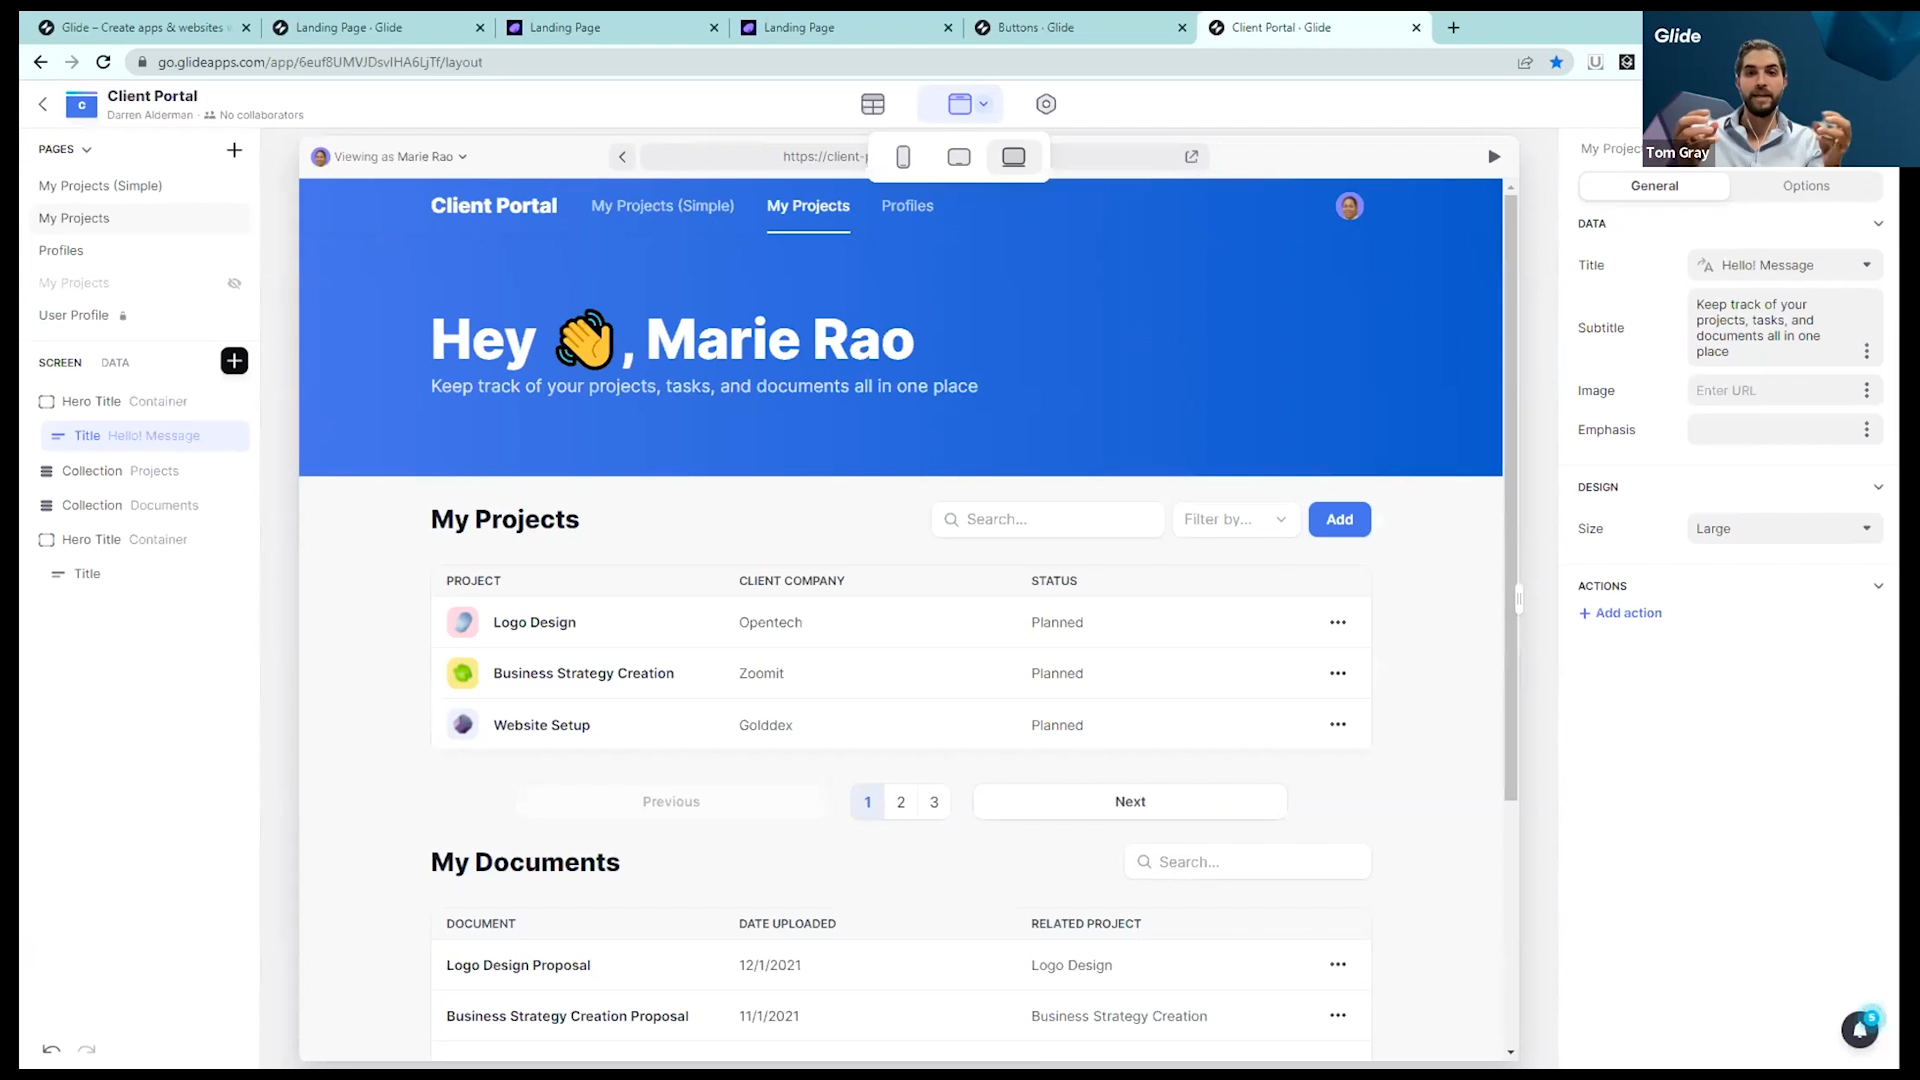 Glide – Create apps & websites w
Landing Page · Glide
Landing Page
Landing Page
Buttons · Glide
Client Portal · Glide
go.glideapps.com/app/6euf8UMVJDsvIHA6LjTf/layout
Glide
Tom Gray
C
Client Portal
Darren Alderman · No collaborators
PAGES
My Projects (Simple)
My Projects
Profiles
My Projects
User Profile
SCREEN DATA
Hero Title Container
Title Hello! Message
Collection Projects
Collection Documents
Hero Title Container
Title
Viewing as Marie Rao
https://client-p
Client Portal My Projects (Simple) My Projects Profiles
Hey 👋, Marie Rao
Keep track of your projects, tasks, and documents all in one place
My Projects
Search...
Filter by...
Add
PROJECT CLIENT COMPANY STATUS
Logo Design Opentech Planned
Business Strategy Creation Zoomit Planned
Website Setup Golddex Planned
Previous 1 2 3 Next
My Documents
Search...
DOCUMENT DATE UPLOADED RELATED PROJECT
Logo Design Proposal 12/1/2021 Logo Design
Business Strategy Creation Proposal 11/1/2021 Business Strategy Creation
My Projec
General Options
DATA
Title Hello! Message
Subtitle
Keep track of your
projects, tasks, and
documents all in one
place
Image Enter URL
Emphasis
DESIGN
Size Large
ACTIONS
+ Add action
5